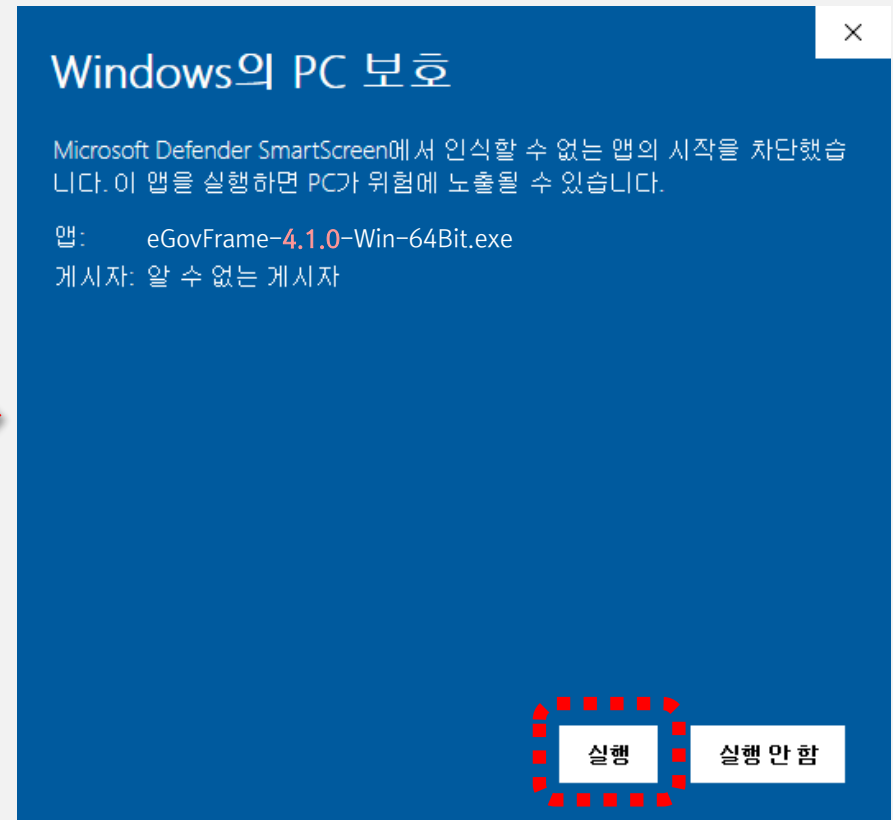 Windows의 PC 보호
Microsoft Defender SmartScreen에서 인식할 수 없는 앱의 시작을 차단했습
니다. 이 앱을 실행하면 PC가 위험에 노출될 수 있습니다.
앱: eGovFrame-4.1.0-Win-64Bit.exe
게시자: 알 수 없는 게시자
실행 실행 안 함